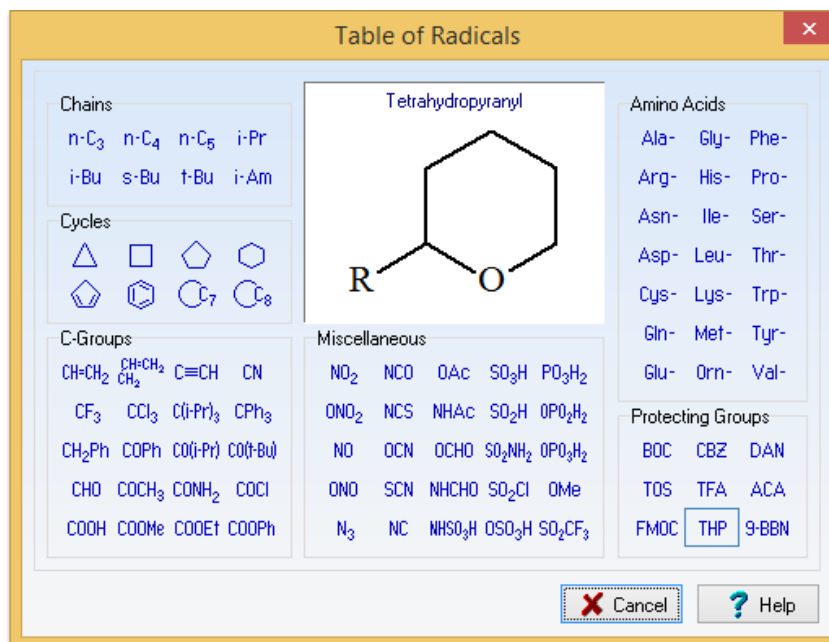 Table of Radicals
Chains
n-C₃ n-C₄ n-C₅ i-Pr
i-Bu s-Bu t-Bu i-Am
Cycles
C₇ C₈
C-Groups
CH=CH₂ CH=CH₂ CH₂ C≡CH CN
CF₃ CCl₃ C(i-Pr)₃ CPh₃
CH₂Ph COPh CO(i-Pr) CO(t-Bu)
CHO COCH₃ CONH₂ COCl
COOH COOMe COOEt COOPh
Tetrahydropyranyl
R O
Miscellaneous
NO₂ NCO OAc SO₃H PO₃H₂
ONO₂ NCS NHAc SO₂H OPO₂H₂
NO OCN OCHO SO₂NH₂ OPO₃H₂
ONO SCN NHCHO SO₂Cl OMe
N₃ NC NHSO₃H OSO₃H SO₂CF₃
Amino Acids
Ala- Gly- Phe-
Arg- His- Pro-
Asn- Ile- Ser-
Asp- Leu- Thr-
Cys- Lys- Trp-
Gln- Met- Tyr-
Glu- Orn- Val-
Protecting Groups
BOC CBZ DAN
TOS TFA ACA
FMOC THP 9-BBN
Cancel ? Help